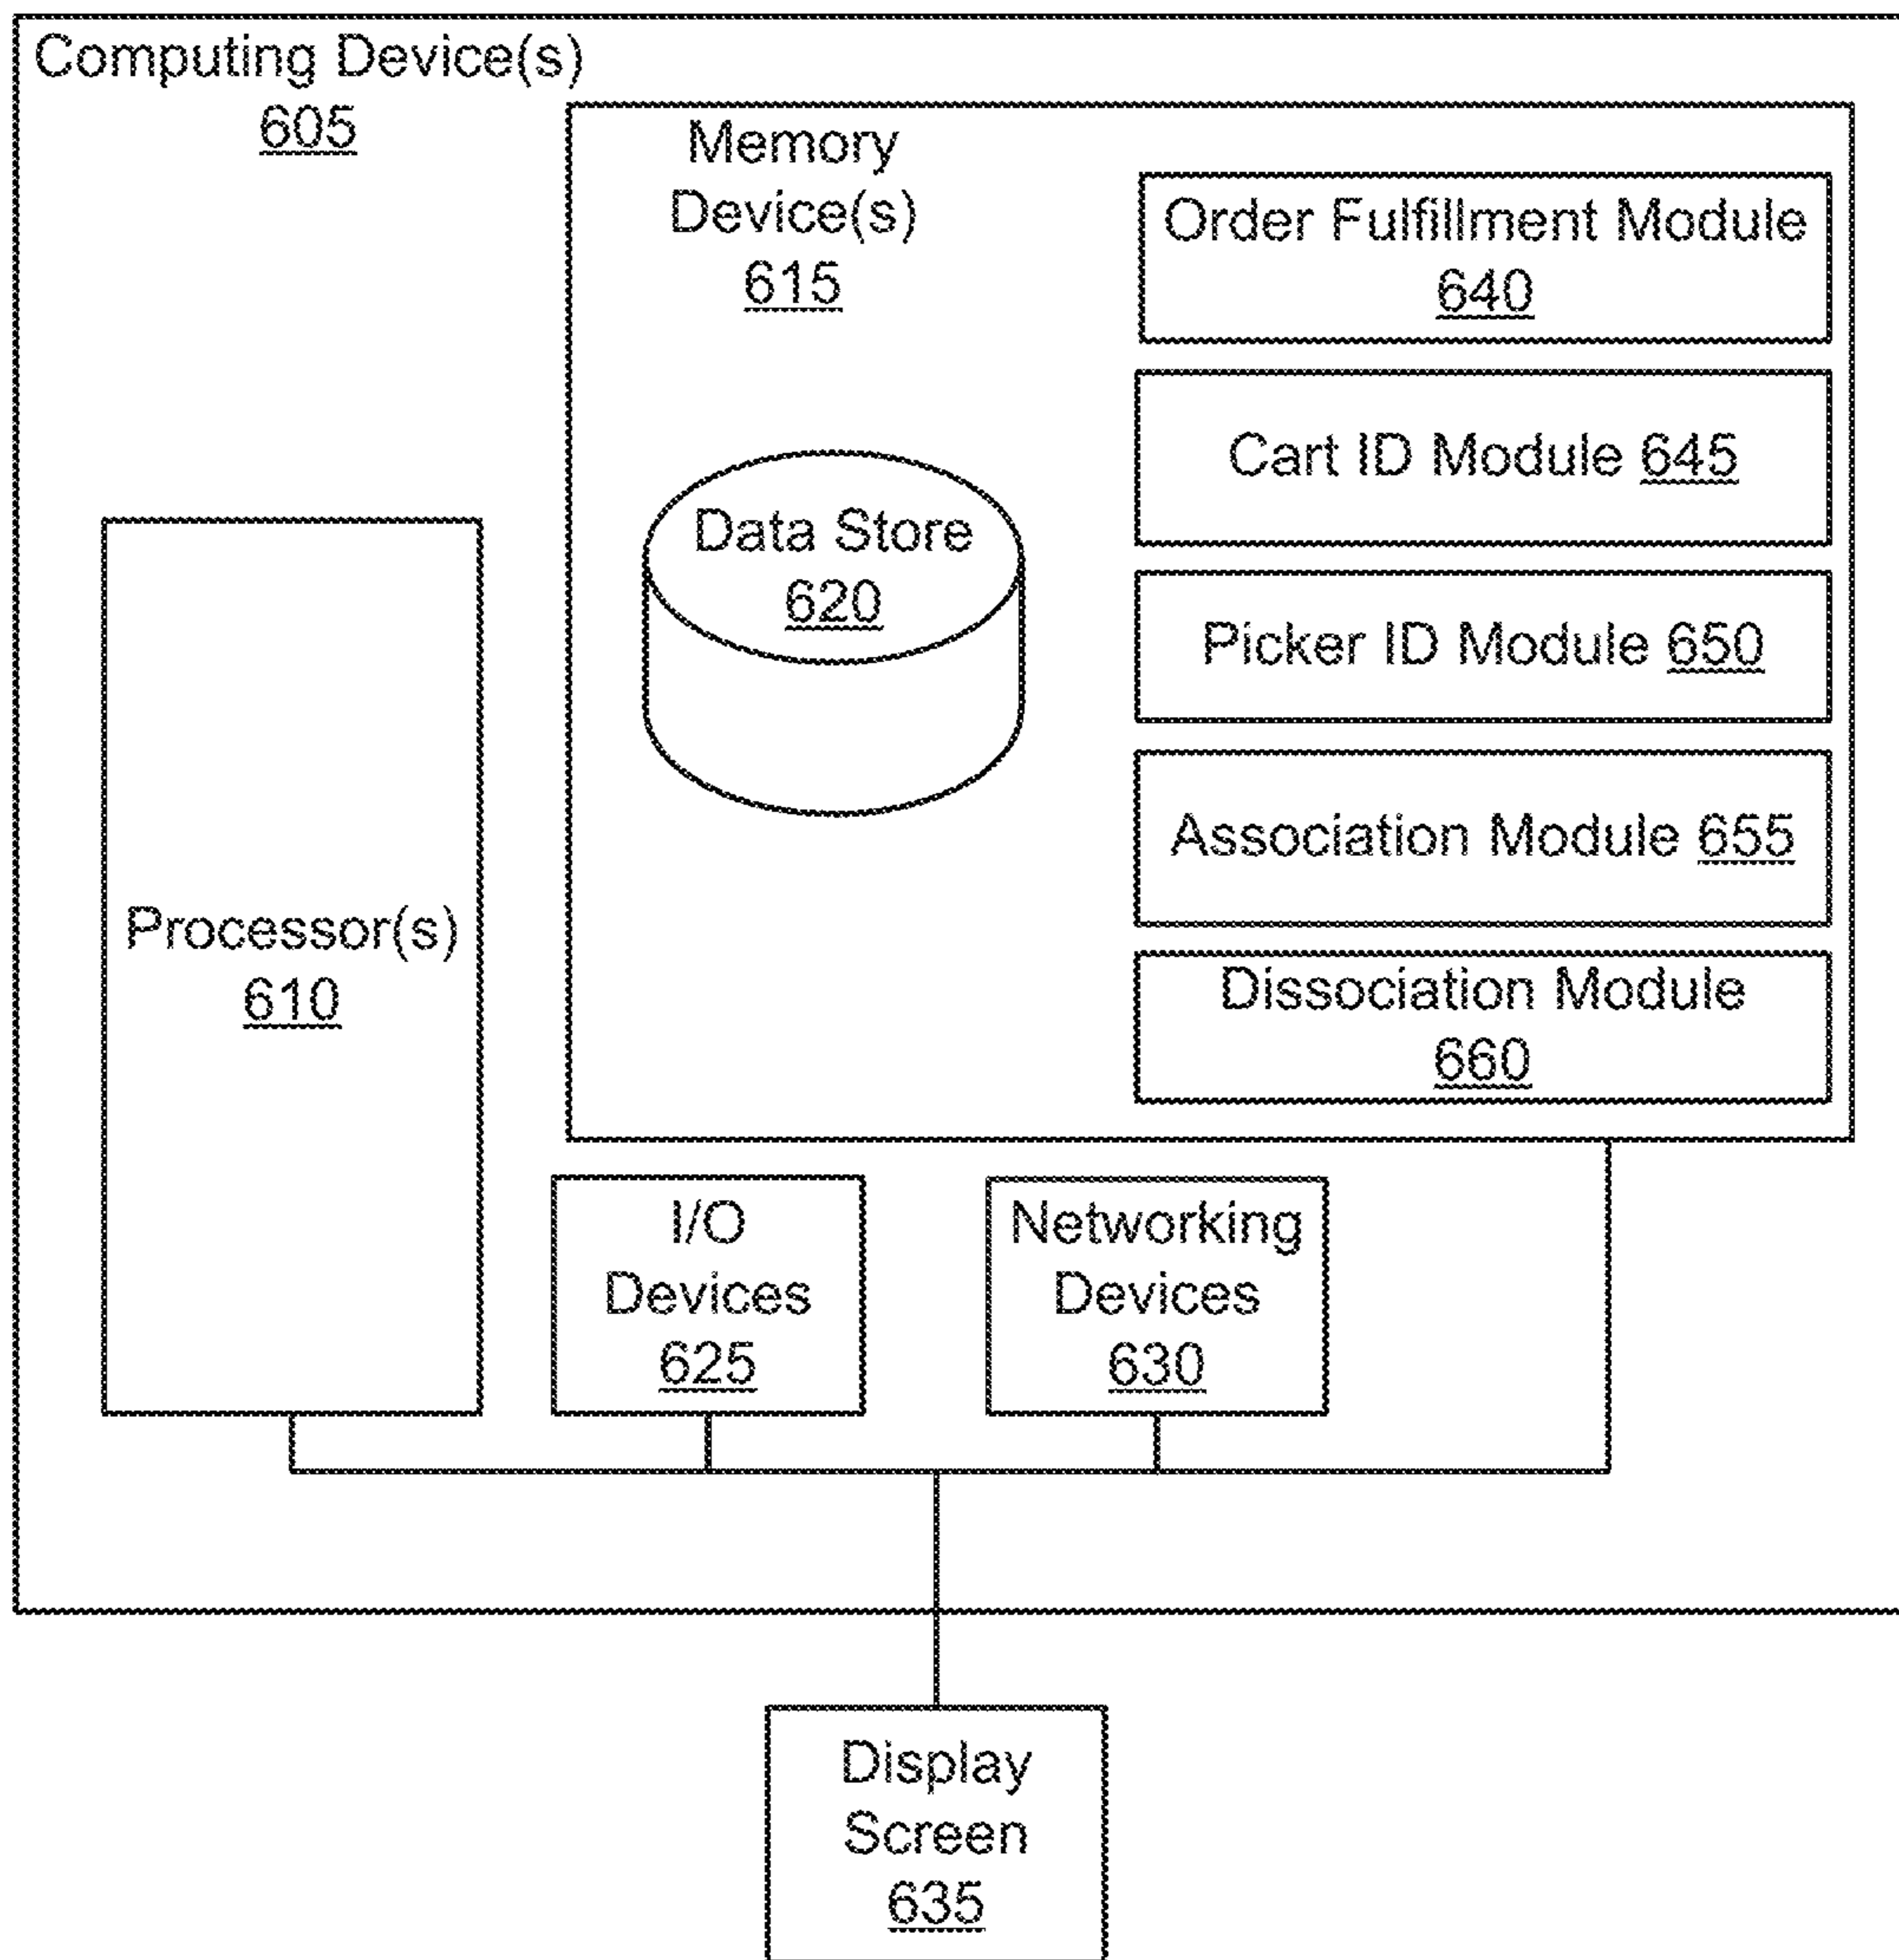 Computing Device(s)
605
Memory
Device(s)
615
Order Fulfillment Module
640
Cart ID Module 645
Data Store
620
Picker ID Module 650
Association Module 655
Processor(s)
610
Dissociation Module
660
I/O
Devices
625
Networking
Devices
630
Display
Screen
635